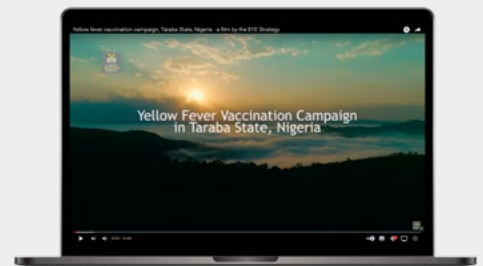 Yellow fever vaccination campaign, Taraba State, Nigeria : a film by the EYE Strategy
Yellow Fever Vaccination Campaign
in Taraba State, Nigeria